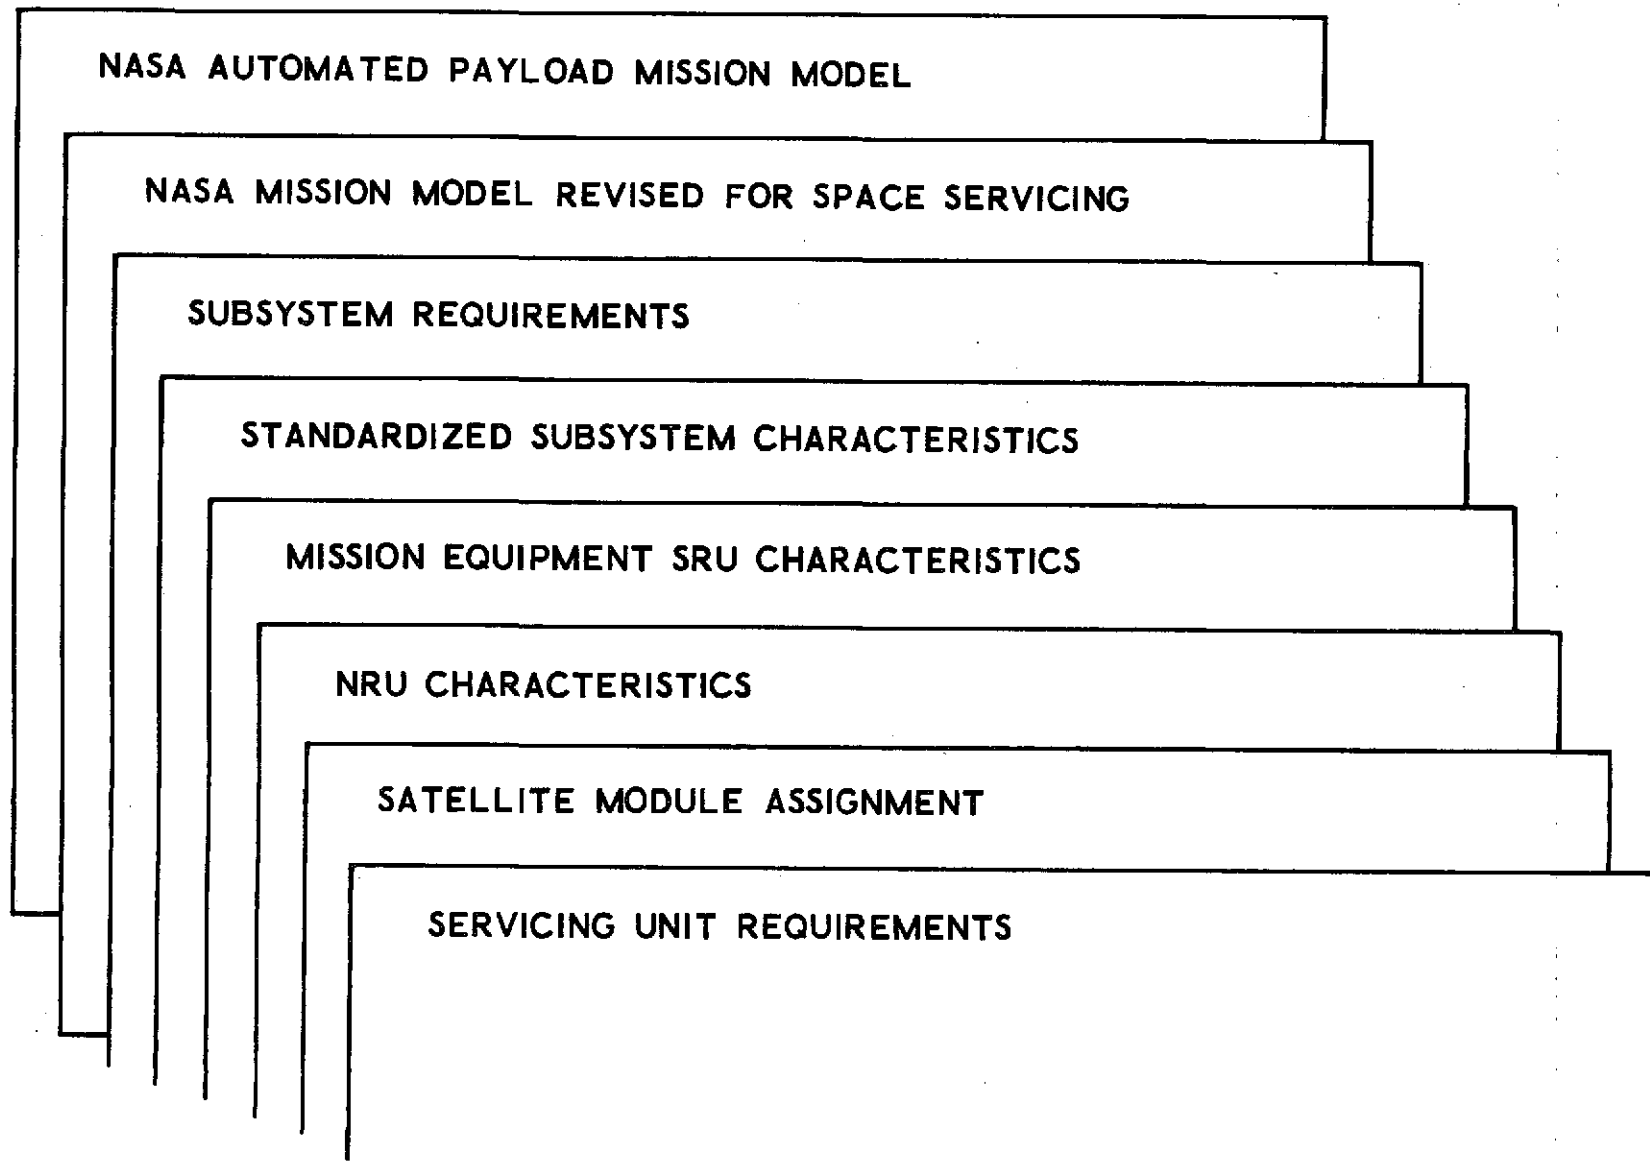 NASA AUTOMATED PAYLOAD MISSION MODEL
NASA MISSION MODEL REVISED FOR SPACE SERVICING
SUBSYSTEM REQUIREMENTS
STANDARDIZED SUBSYSTEM CHARACTERISTICS
MISSION EQUIPMENT SRU CHARACTERISTICS
NRU CHARACTERISTICS
SATELLITE MODULE ASSIGNMENT
SERVICING UNIT REQUIREMENTS